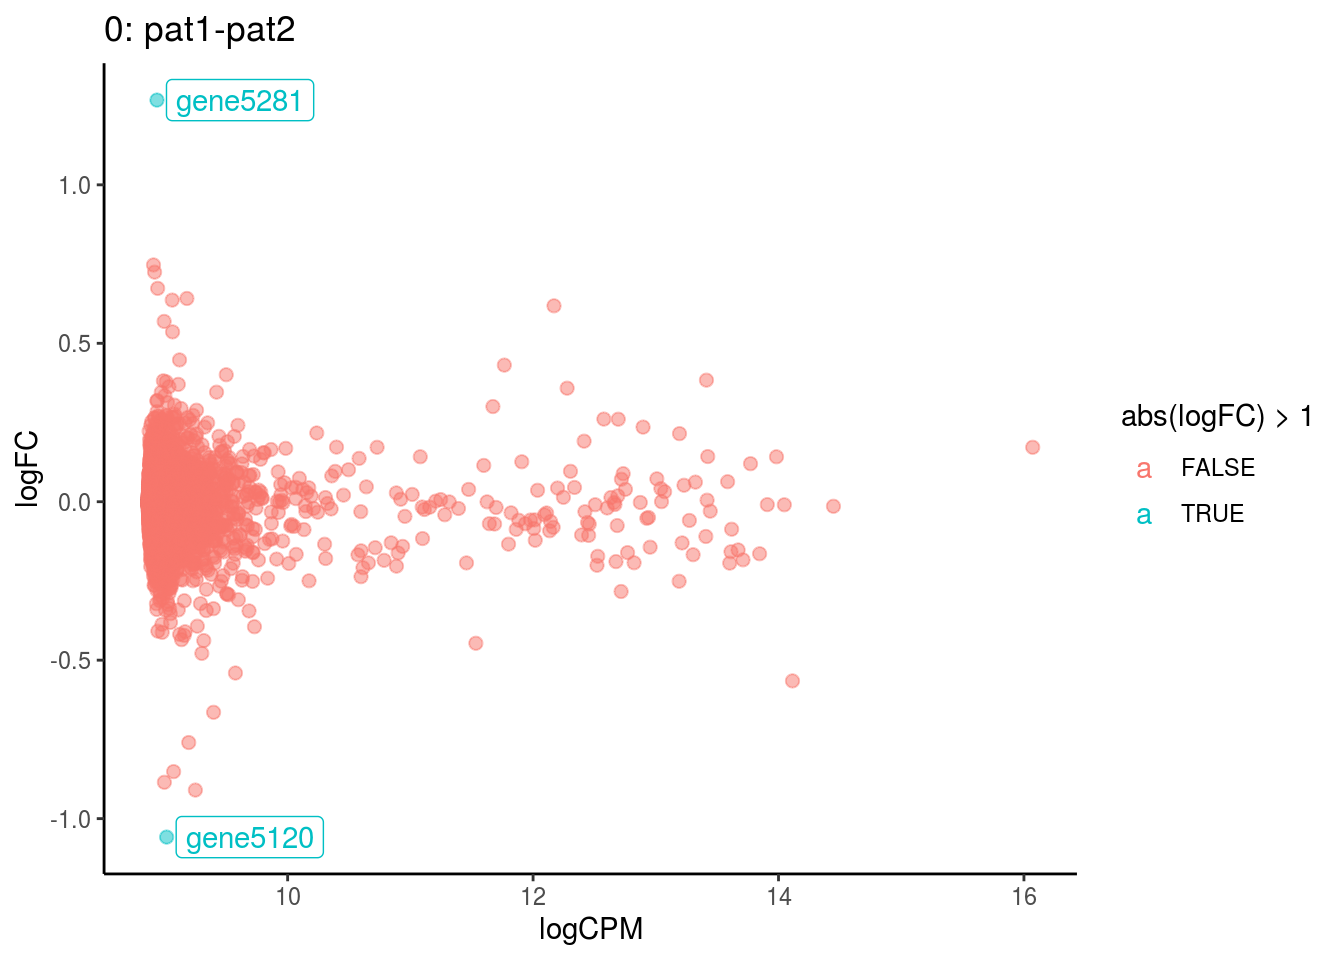 0: pat1-pat2
gene5281
1.0
0.5
0.0
-0.5
-1.0
logFC
gene5120
10
12
14
16
logCPM
abs(logFC) > 1
a FALSE
a TRUE